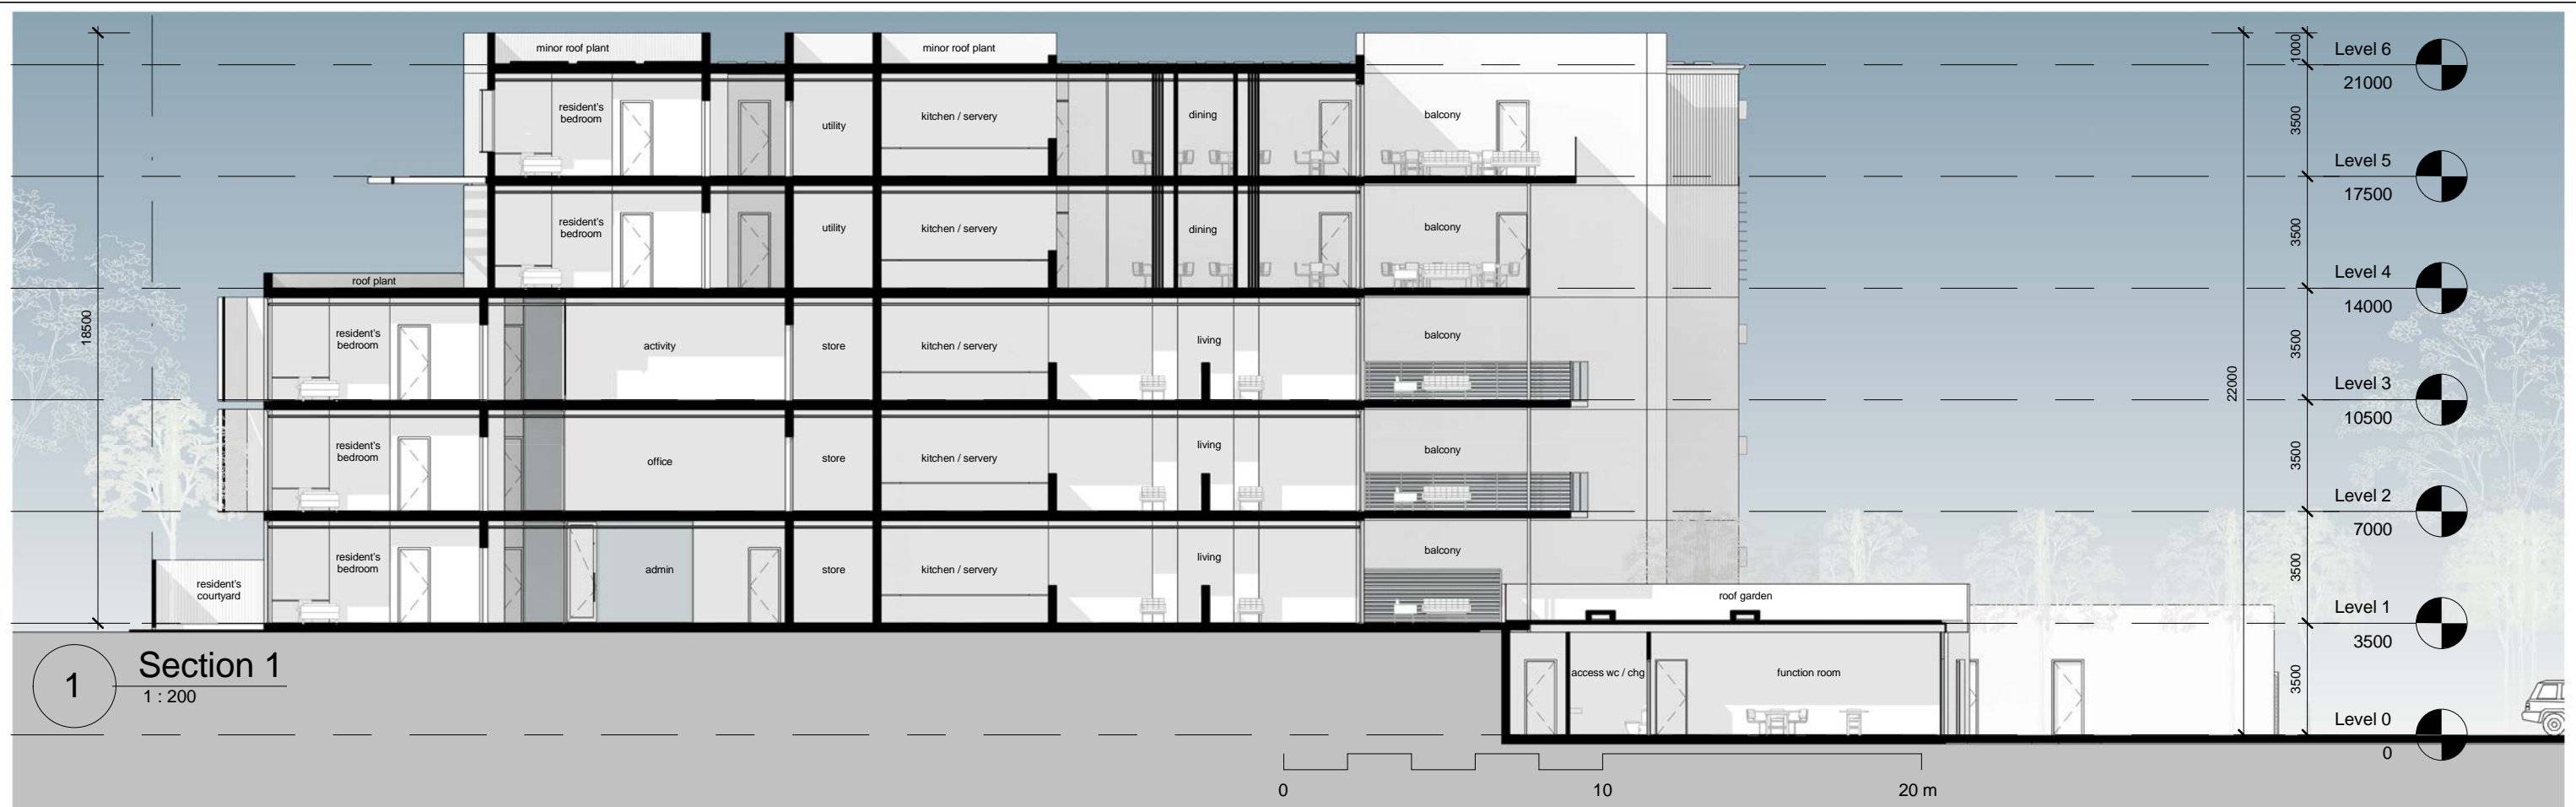 minor roof plant
minor roof plant
1000
Level 6
21000
resident's
bedroom
utility
kitchen / servery
dining
balcony
3500
Level 5
17500
resident's
bedroom
utility
kitchen / servery
dining
balcony
3500
Level 4
14000
roof plant
18500
resident's
bedroom
activity
store
kitchen / servery
living
balcony
3500
Level 3
10500
22000
resident's
bedroom
office
store
kitchen / servery
living
balcony
3500
Level 2
7000
resident's
courtyard
resident's
bedroom
admin
store
kitchen / servery
living
balcony
3500
roof garden
Level 1
3500
1
Section 1
1 : 200
access wc / chg
function room
3500
Level 0
0
0
10
20 m